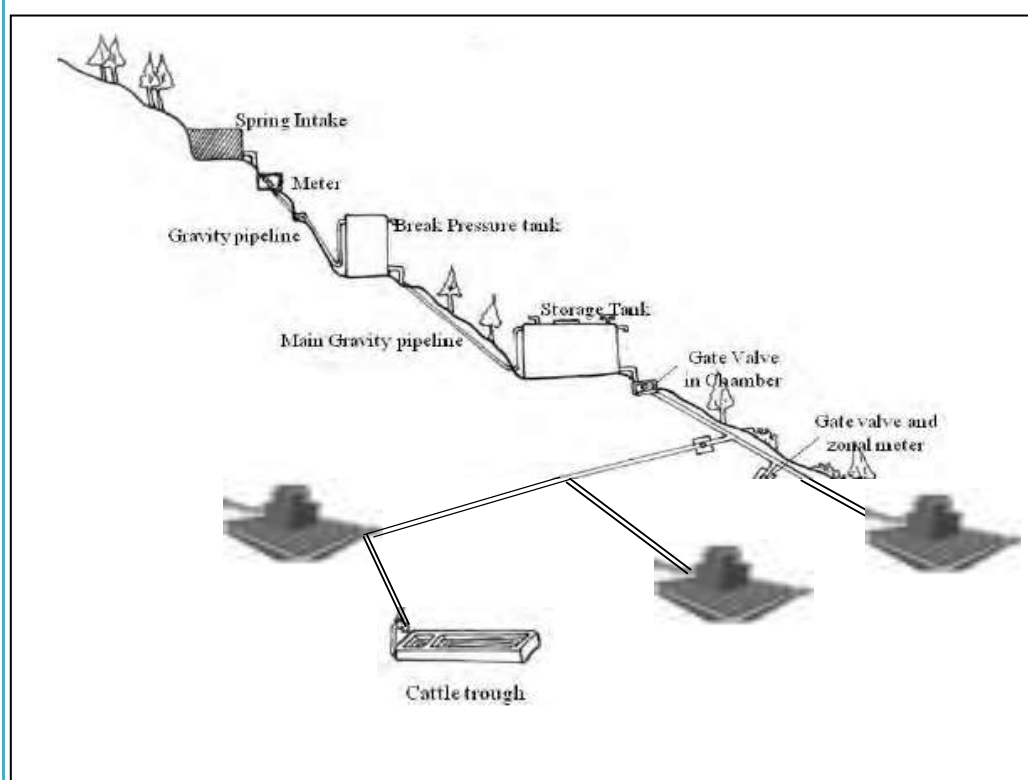 Spring Intake
Meter
Gravity pipeline
Break Pressure tank
Storage Tank
Main Gravity pipeline
Gate Valve
in Chamber
Gate valve and
zonal meter
Cattle trough